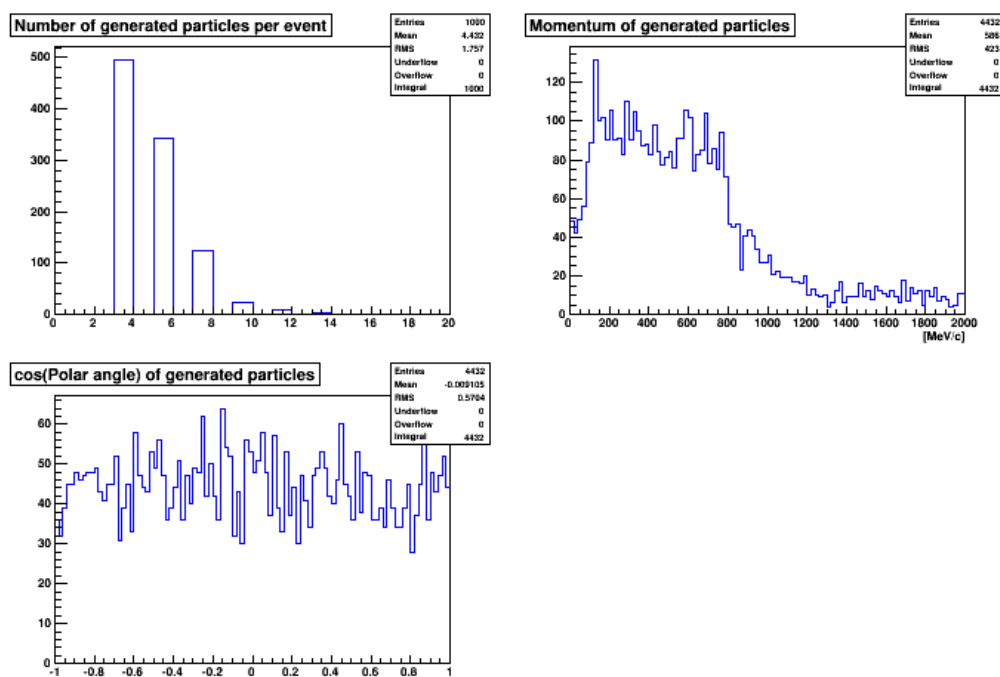 Number of generated particles per event
Entries 1000
Mean 4.432
RMS 1.757
Underflow 0
Overflow 0
Integral 1000
500
400
300
200
100
0
0 2 4 6 8 10 12 14 16 18 20
Momentum of generated particles
Entries 4432
Mean 586
RMS 423
Underflow 0
Overflow 0
Integral 4432
120
100
80
60
40
20
0
0 200 400 600 800 1000 1200 1400 1600 1800 2000
[MeV/c]
cos(Polar angle) of generated particles
Entries 4432
Mean -0.009105
RMS 0.5704
Underflow 0
Overflow 0
Integral 4432
60
50
40
30
20
10
0
-1 -0.8 -0.6 -0.4 -0.2 0 0.2 0.4 0.6 0.8 1